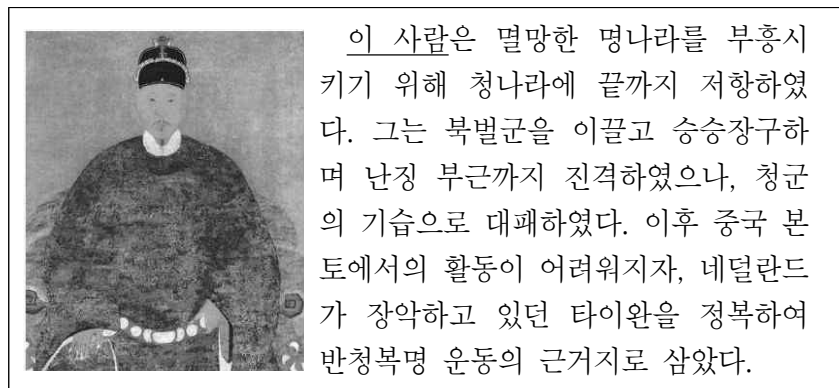 이 사람은 멸망한 명나라를 부흥시
키기 위해 청나라에 끝까지 저항하였
다. 그는 북벌군을 이끌고 승승장구하
며 난징 부근까지 진격하였으나, 청군
의 기습으로 대패하였다. 이후 중국 본
토에서의 활동이 어려워지자, 네덜란드
가 장악하고 있던 타이완을 정복하여
반청복명 운동의 근거지로 삼았다.